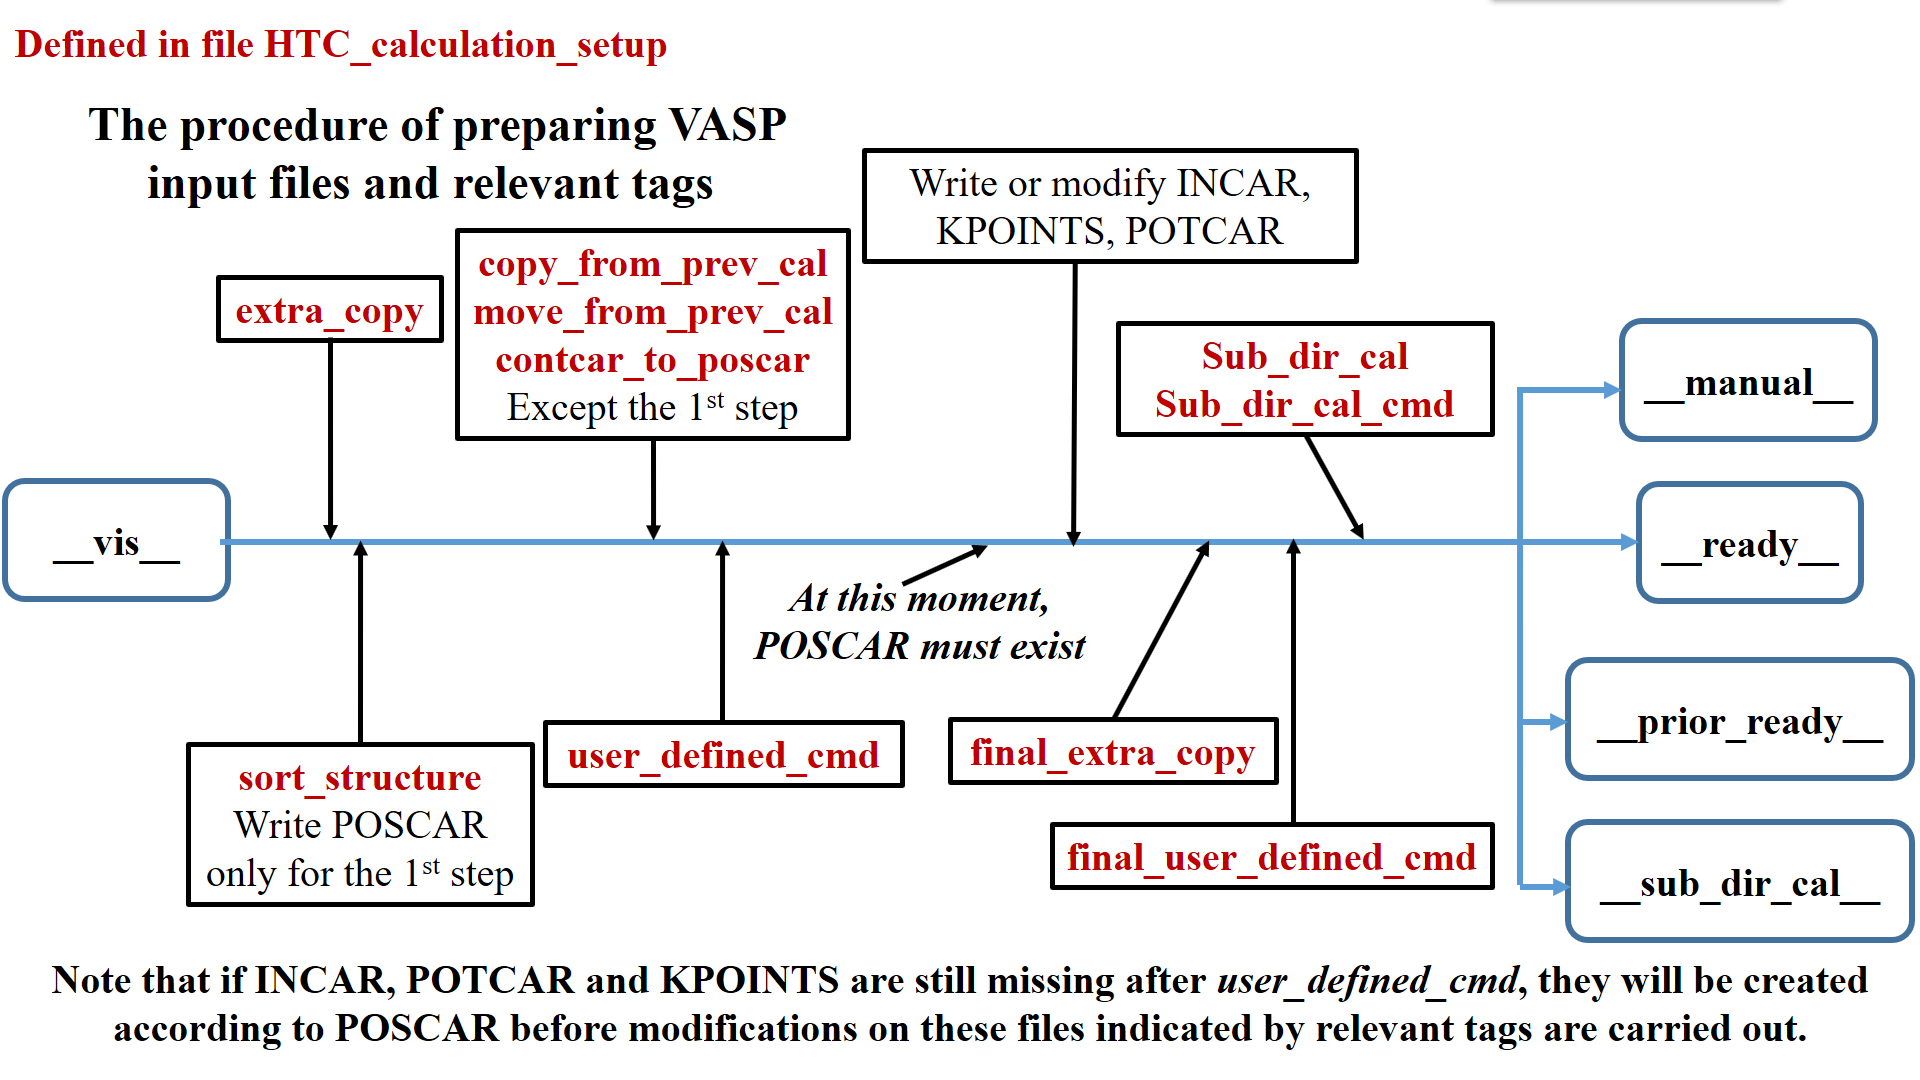 Defined in file HTC_calculation_setup
The procedure of preparing VASP
input files and relevant tags
Write or modify INCAR,
KPOINTS, POTCAR
extra_copy
copy_from_prev_cal
move_from_prev_cal
contcar_to_poscar
Except the 1st step
Sub_dir_cal
Sub_dir_cal_cmd
__manual__
__vis__
__ready__
At this moment,
POSCAR must exist
sort_structure
Write POSCAR
only for the 1st step
user_defined_cmd
final_extra_copy
final_user_defined_cmd
__prior_ready__
__sub_dir_cal__
Note that if INCAR, POTCAR and KPOINTS are still missing after user_defined_cmd, they will be created
according to POSCAR before modifications on these files indicated by relevant tags are carried out.